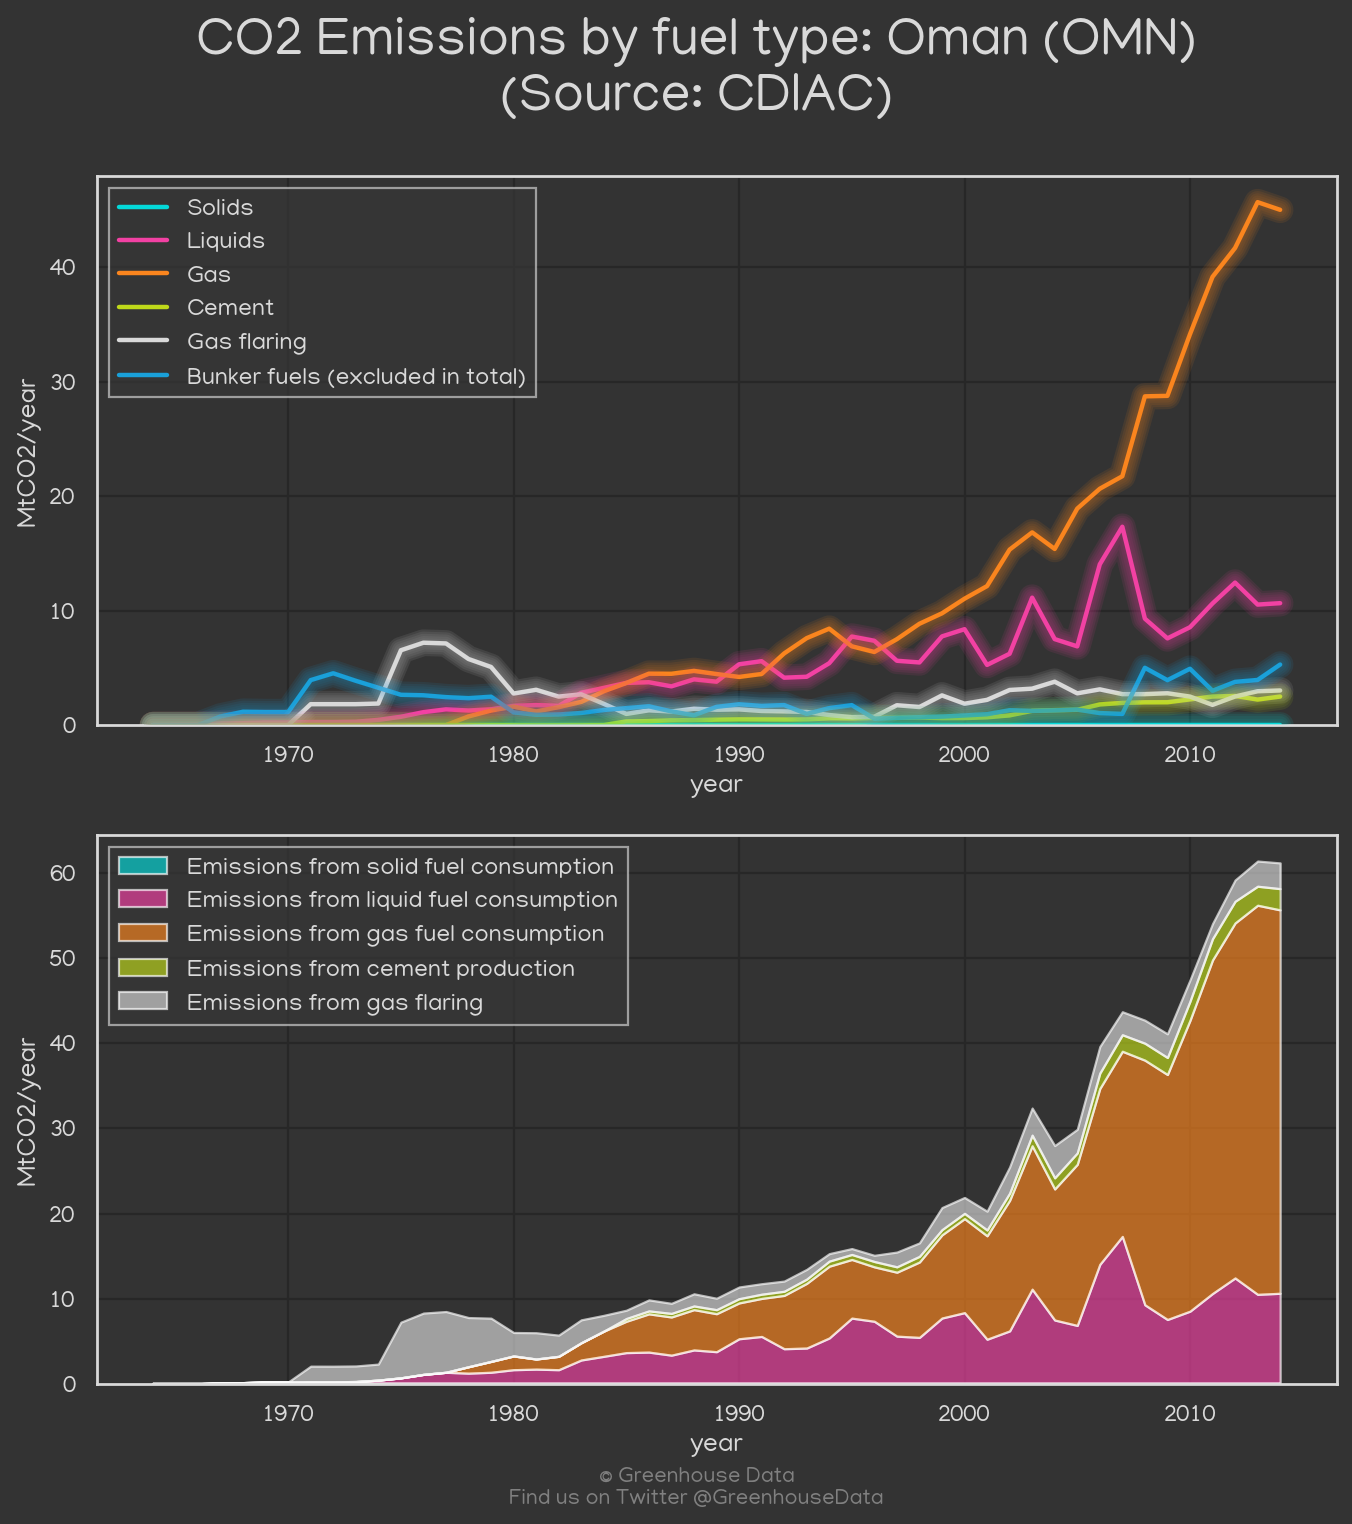 CO2 Emissions by fuel type: Oman (OMN)
(Source: CDIAC)
Solids
Liquids
Gas
Cement
Gas flaring
Bunker fuels (excluded in total)
MtCO2/year
40
30
20
10
0
1970 1980 1990 2000 2010
year
Emissions from solid fuel consumption
Emissions from liquid fuel consumption
Emissions from gas fuel consumption
Emissions from cement production
Emissions from gas flaring
MtCO2/year
60
50
40
30
20
10
0
1970 1980 1990 2000 2010
year
© Greenhouse Data
Find us on Twitter @GreenhouseData